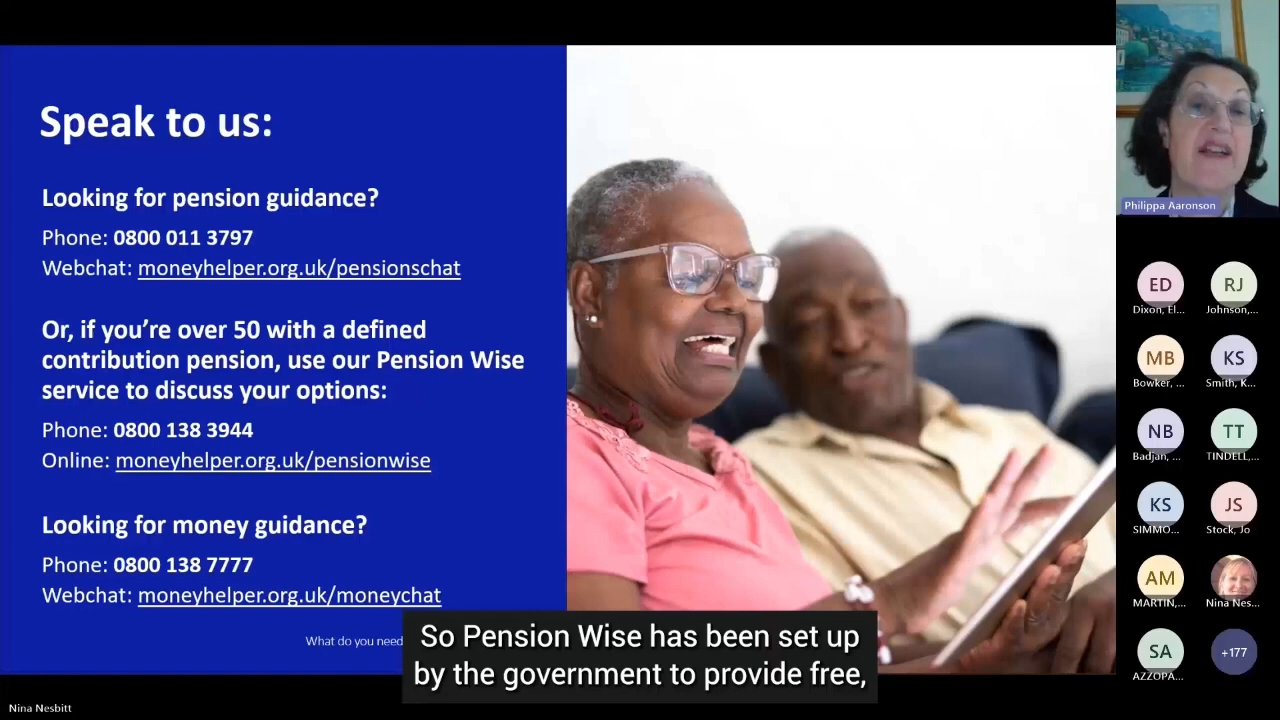 Speak to us:
Looking for pension guidance?
Phone: 0800 011 3797
Webchat: moneyhelper.org.uk/pensionschat
Or, if you’re over 50 with a defined
contribution pension, use our Pension Wise
service to discuss your options:
Phone: 0800 138 3944
Online: moneyhelper.org.uk/pensionwise
Looking for money guidance?
Phone: 0800 138 7777
Webchat: moneyhelper.org.uk/moneychat
What do you need
So Pension Wise has been set up
by the government to provide free,
Nina Nesbitt
Philippa Aaronson
ED RJ
Dixon, El... Johnson,...
MB KS
Bowker, ... Smith, K...
NB TT
Badjan, ... TINDELL,...
KS JS
SIMMO... Stock, Jo
AM
MARTIN,... Nina Nes...
SA +177
AZZOPA...